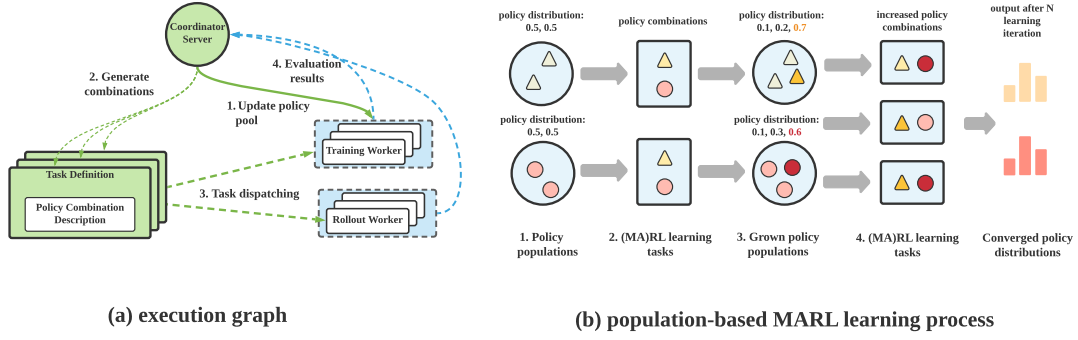 Coordinator
Server
2. Generate
combinations
4. Evaluation
results
1. Update policy
pool
Training Worker
Task Definition
Policy Combination
Description
3. Task dispatching
Rollout Worker
(a) execution graph
policy distribution:
0.5, 0.5
policy combinations
policy distribution:
0.1, 0.2, 0.7
increased policy
combinations
output after N
learning
iteration
policy distribution:
0.5, 0.5
policy distribution:
0.1, 0.3, 0.6
1. Policy
populations
2. (MA)RL learning
tasks
3. Grown policy
populations
4. (MA)RL learning
tasks
Converged policy
distributions
(b) population-based MARL learning process